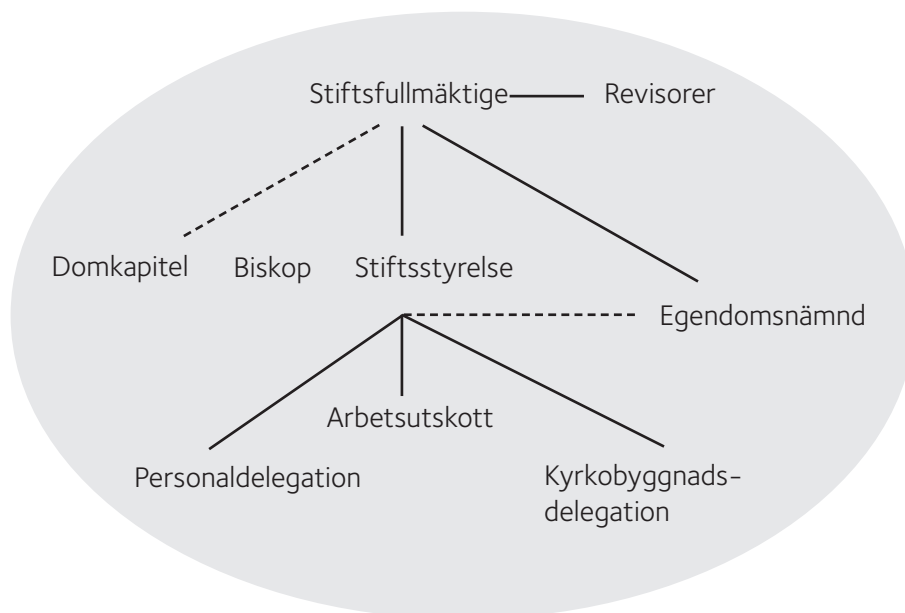 Stiftsfullmäktige
Revisorer
Domkapitel
Biskop
Stiftsstyrelse
Egendomsnämnd
Arbetsutskott
Personaldelegation
Kyrkobyggnads-
delegation